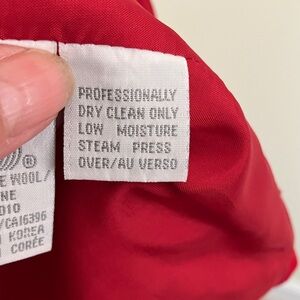 PROFESSIONALLY
DRY CLEAN ONLY
LOW MOISTURE
STEAM PRESS
OVER/AU VERSO
®
E WOOL/
NE
010
/CA16396
KOREA
CORÉE